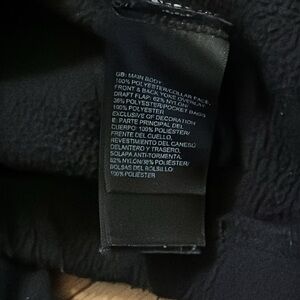 GB: MAIN BODY:
100% POLYESTER/COLLAR FACE,
FRONT & BACK YOKE OVERLAY,
DRAFT FLAP: 62% NYLON/
38% POLYESTER/POCKET BAGS:
100% POLYESTER
EXCLUSIVE OF DECORATION
E: PARTE PRINCIPAL DEL
CUERPO: 100% POLIÉSTER/
FRENTE DEL CUELLO,
REVESTIMIENTO DEL CANESÚ
DELANTERO Y TRASERO,
SOLAPA ANTI-TORMENTA:
62% NYLON/38% POLIÉSTER/
BOLSAS DEL BOLSILLO:
100% POLIÉSTER